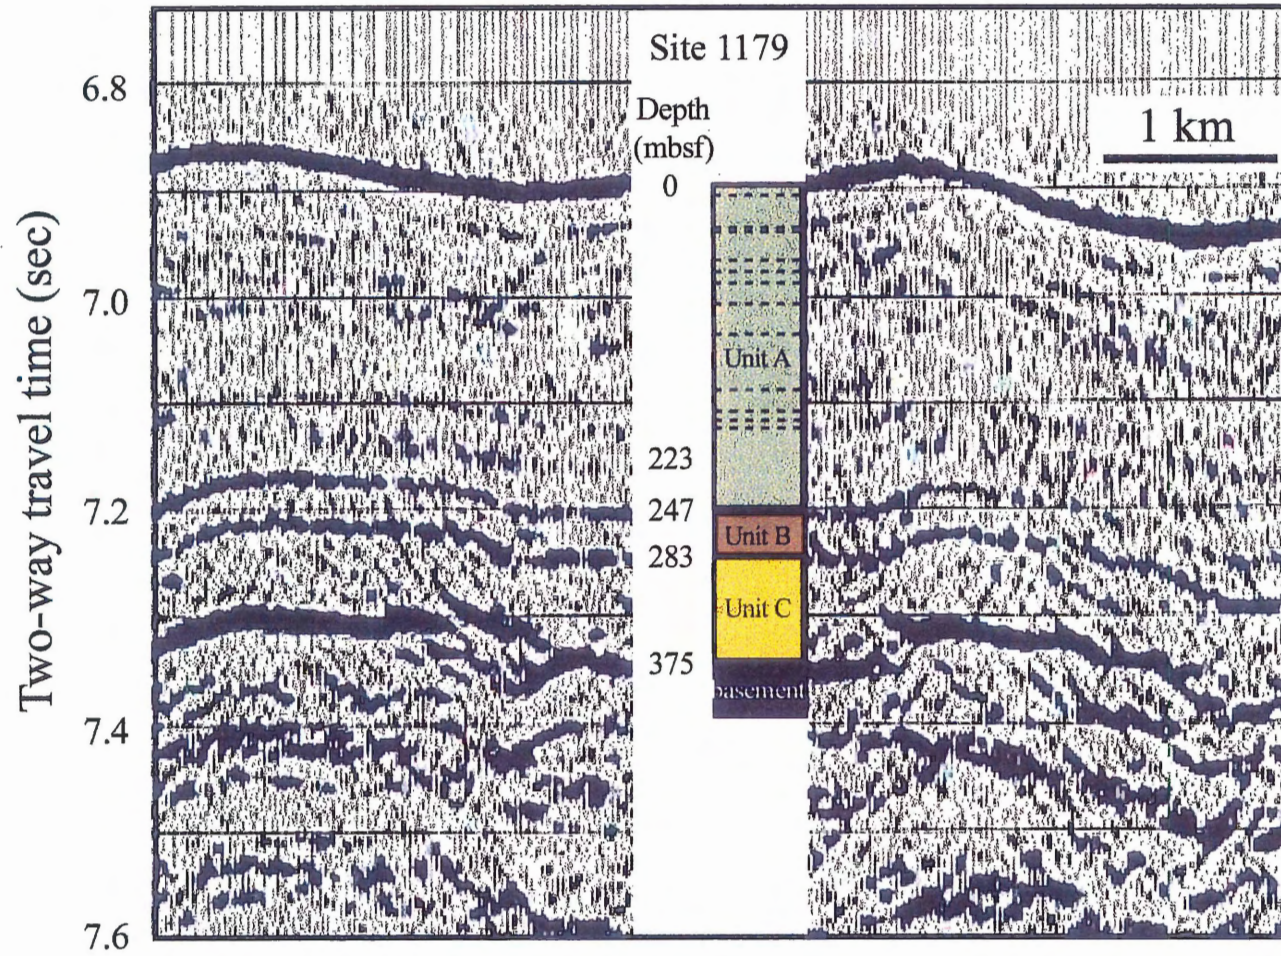 Site 1179
6.8
Depth
(mbsf)
1 km
0
Two-way travel time (sec)
7.0
Unit A
223
7.2
247
Unit B
283
Unit C
375
basement
7.4
7.6